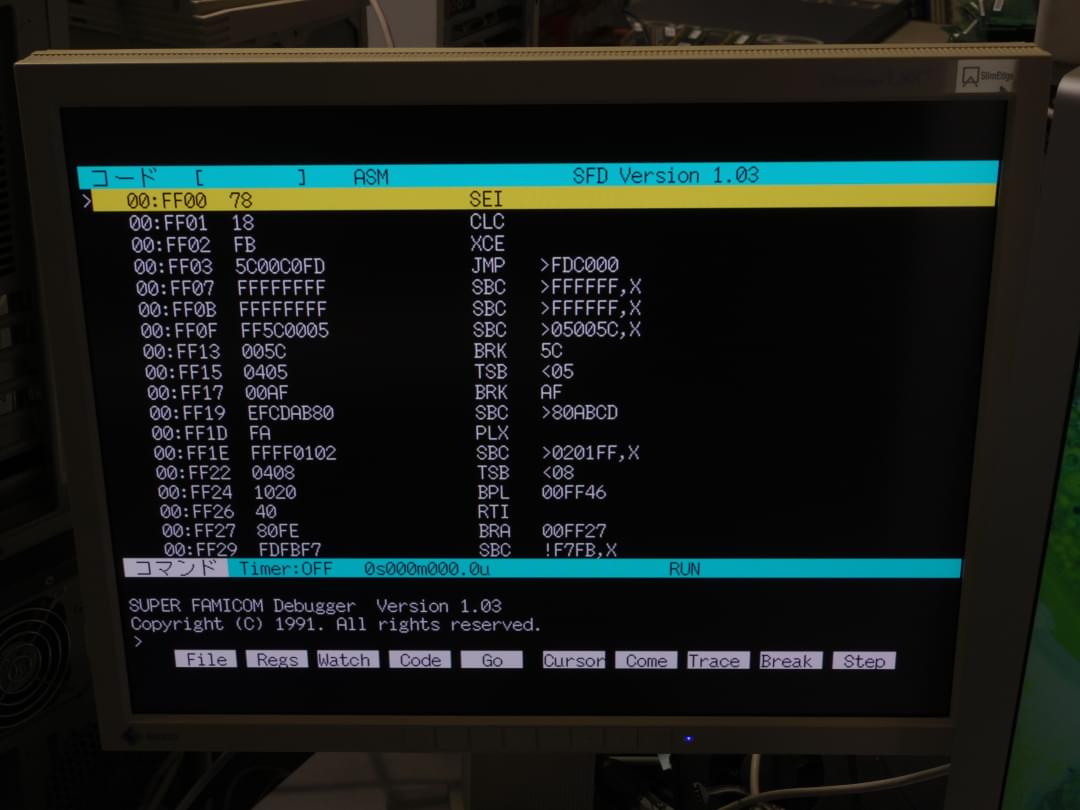 SlimEdge
コード [ ] ASM SFD Version 1.03
>00:FF00 78 SEI
00:FF01 18 CLC
00:FF02 FB XCE
00:FF03 5C00C0FD JMP >FDC000
00:FF07 FFFFFFFF SBC >FFFFFF,X
00:FF0B FFFFFFFF SBC >FFFFFF,X
00:FF0F FF5C0005 SBC >05005C,X
00:FF13 005C BRK 5C
00:FF15 0405 TSB <05
00:FF17 00AF BRK AF
00:FF19 EFCDAB80 SBC >80ABCD
00:FF1D FA PLX
00:FF1E FFFF0102 SBC >0201FF,X
00:FF22 0408 TSB <08
00:FF24 1020 BPL 00FF46
00:FF26 40 RTI
00:FF27 80FE BRA 00FF27
00:FF29 FDFBF7 SBC !F7FB,X
コマンド Timer:OFF 0s000m000.0u RUN
SUPER FAMICOM Debugger Version 1.03
Copyright (C) 1991. All rights reserved.
>
File Regs Watch Code Go Cursor Come Trace Break Step